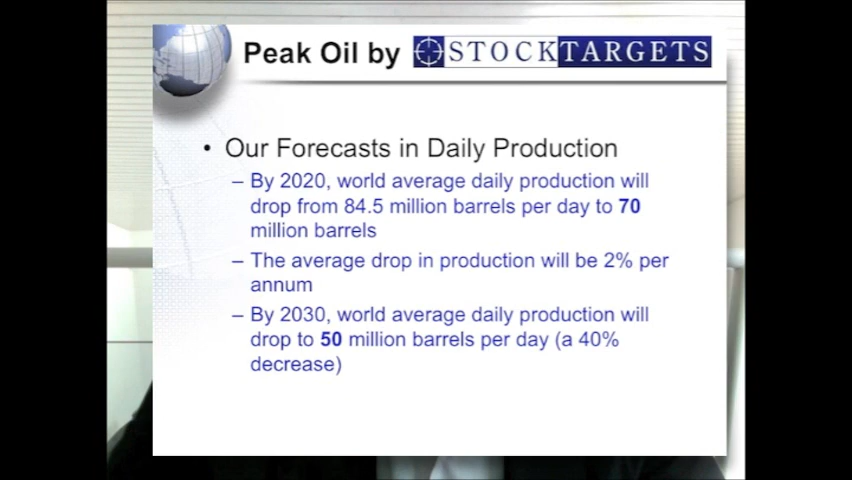 Peak Oil by STOCKTARGETS
• Our Forecasts in Daily Production
– By 2020, world average daily production will
drop from 84.5 million barrels per day to 70
million barrels
– The average drop in production will be 2% per
annum
– By 2030, world average daily production will
drop to 50 million barrels per day (a 40%
decrease)